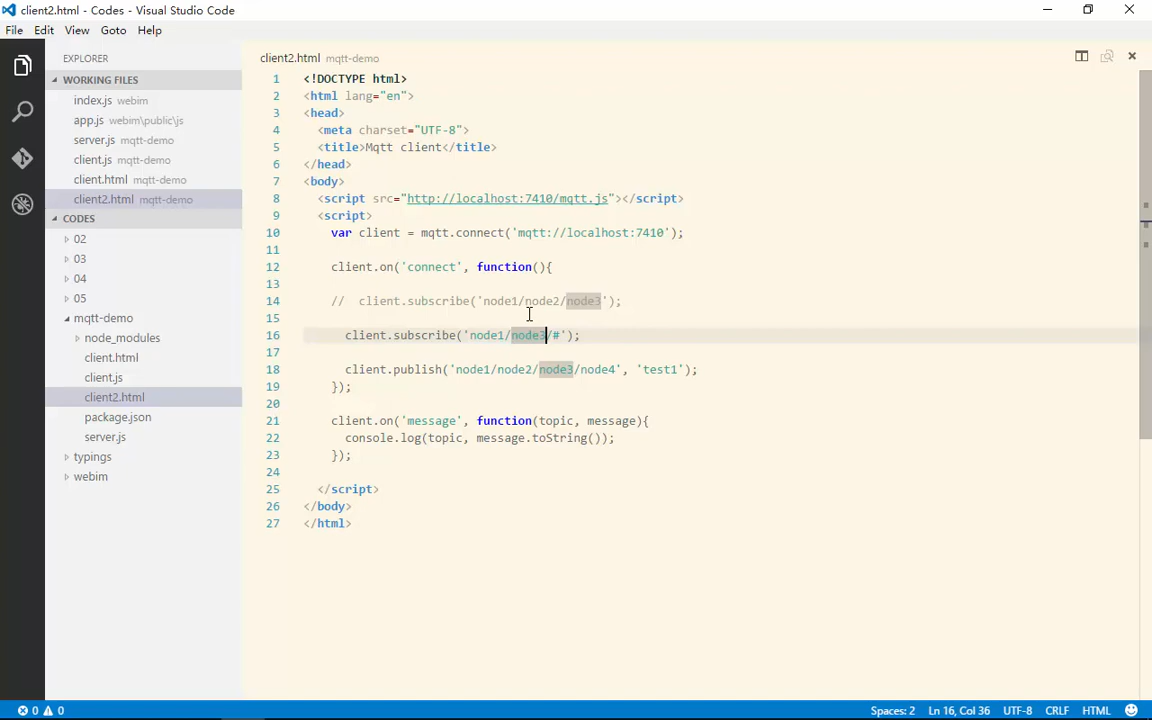 client2.html - Codes - Visual Studio Code
File Edit View Goto Help
EXPLORER
WORKING FILES
index.js webim
app.js webim\public\js
server.js mqtt-demo
client.js mqtt-demo
client.html mqtt-demo
client2.html mqtt-demo
CODES
02
03
04
05
mqtt-demo
node_modules
client.html
client.js
client2.html
package.json
server.js
typings
webim
client2.html mqtt-demo
1 <!DOCTYPE html>
2 <html lang="en">
3 <head>
4 <meta charset="UTF-8">
5 <title>Mqtt client</title>
6 </head>
7 <body>
8 <script src="http://localhost:7410/mqtt.js"></script>
9 <script>
10 var client = mqtt.connect('mqtt://localhost:7410');
11
12 client.on('connect', function(){
13
14 // client.subscribe('node1/node2/node3');
15
16 client.subscribe('node1/node3/#');
17
18 client.publish('node1/node2/node3/node4', 'test1');
19 });
20
21 client.on('message', function(topic, message){
22 console.log(topic, message.toString());
23 });
24
25 </script>
26 </body>
27 </html>
0 0
Spaces: 2 Ln 16, Col 36 UTF-8 CRLF HTML